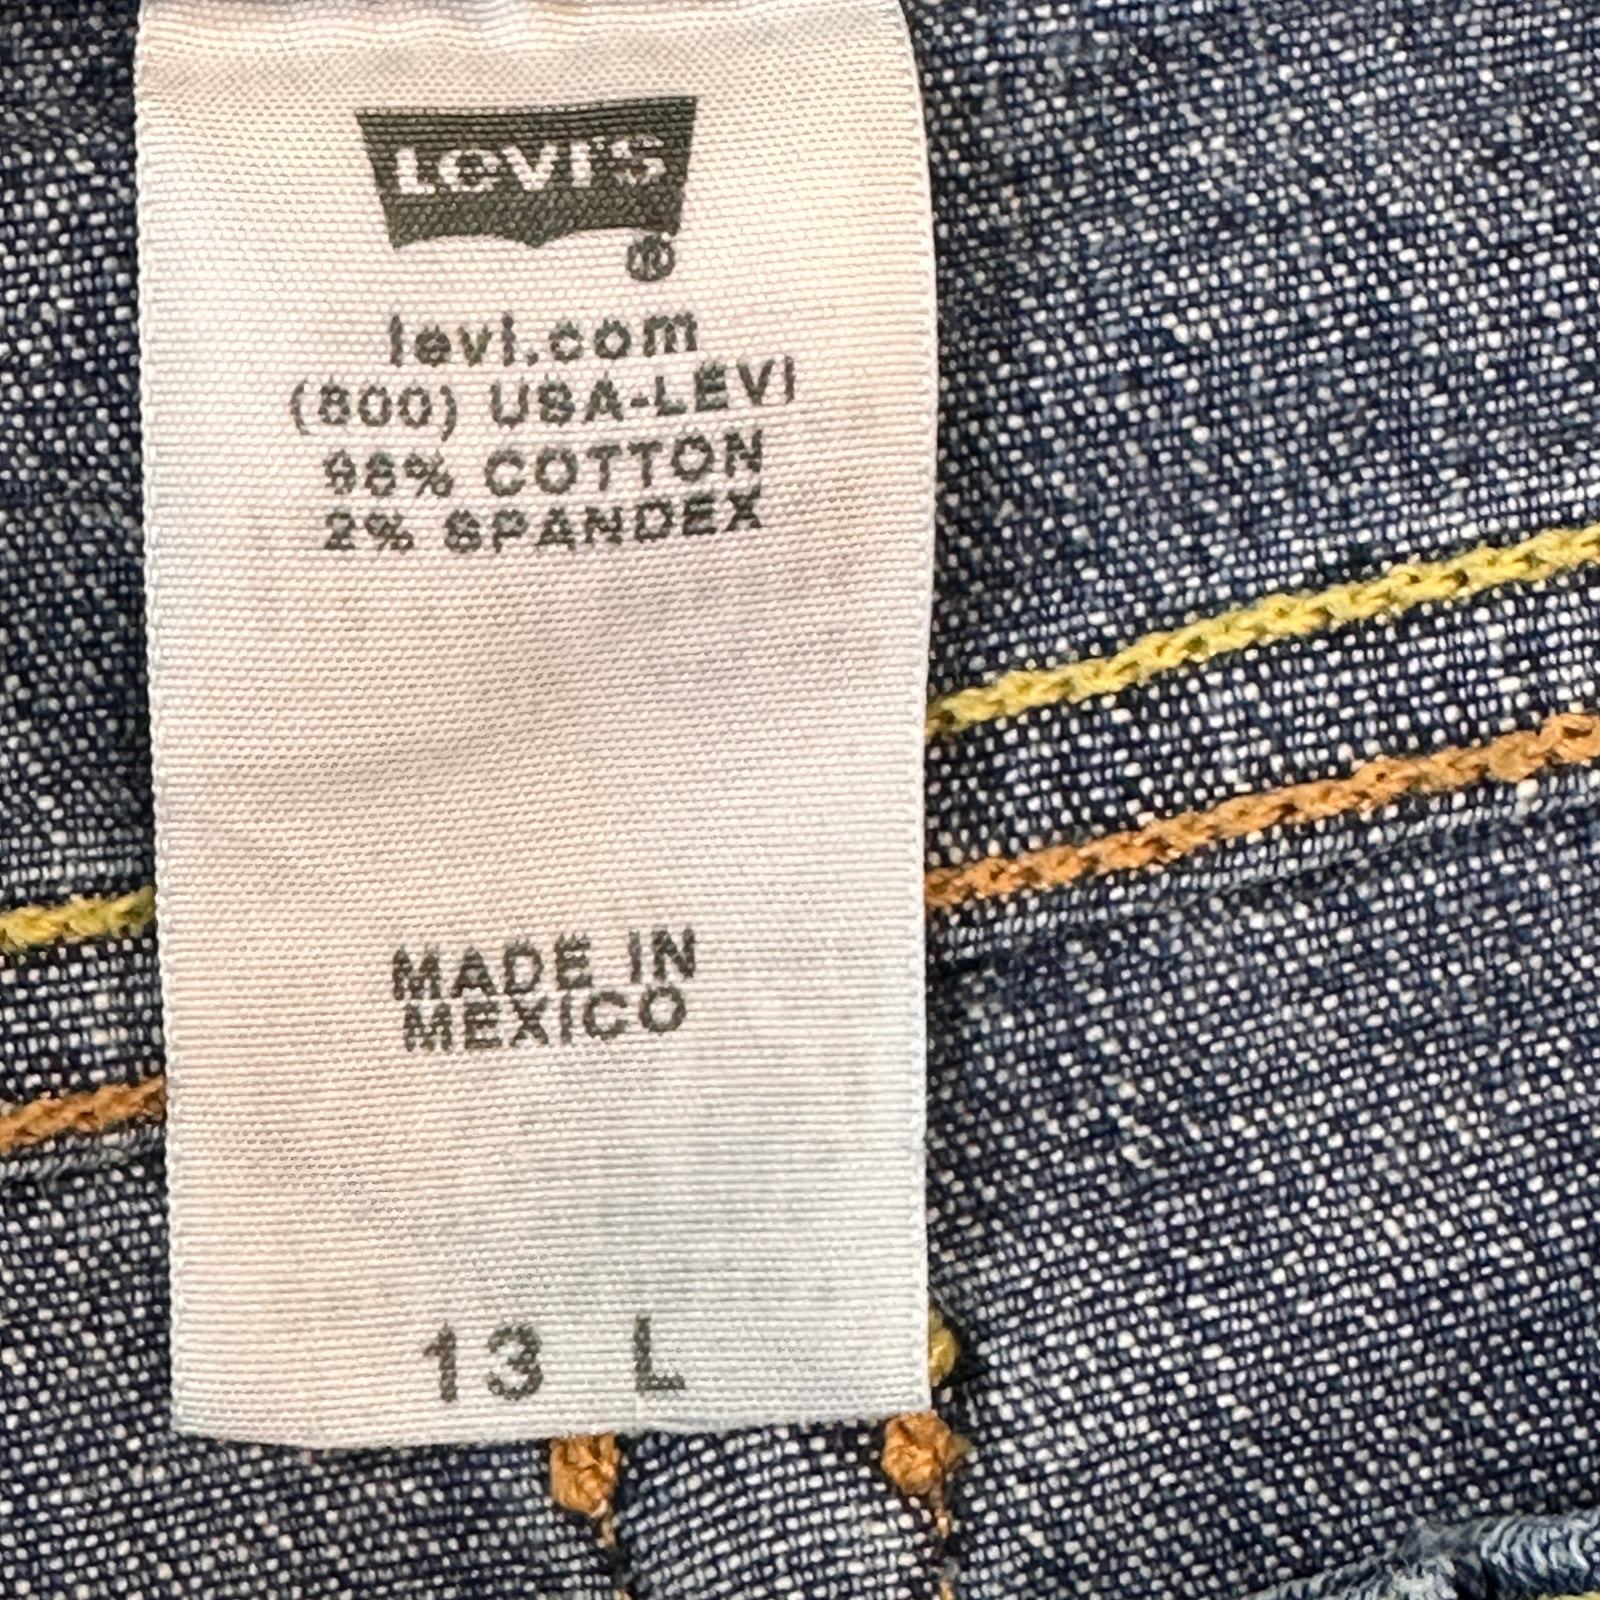 LEVI'S
®
levi.com
(800) USA-LEVI
98% COTTON
2% SPANDEX
MADE IN
MEXICO
13 L